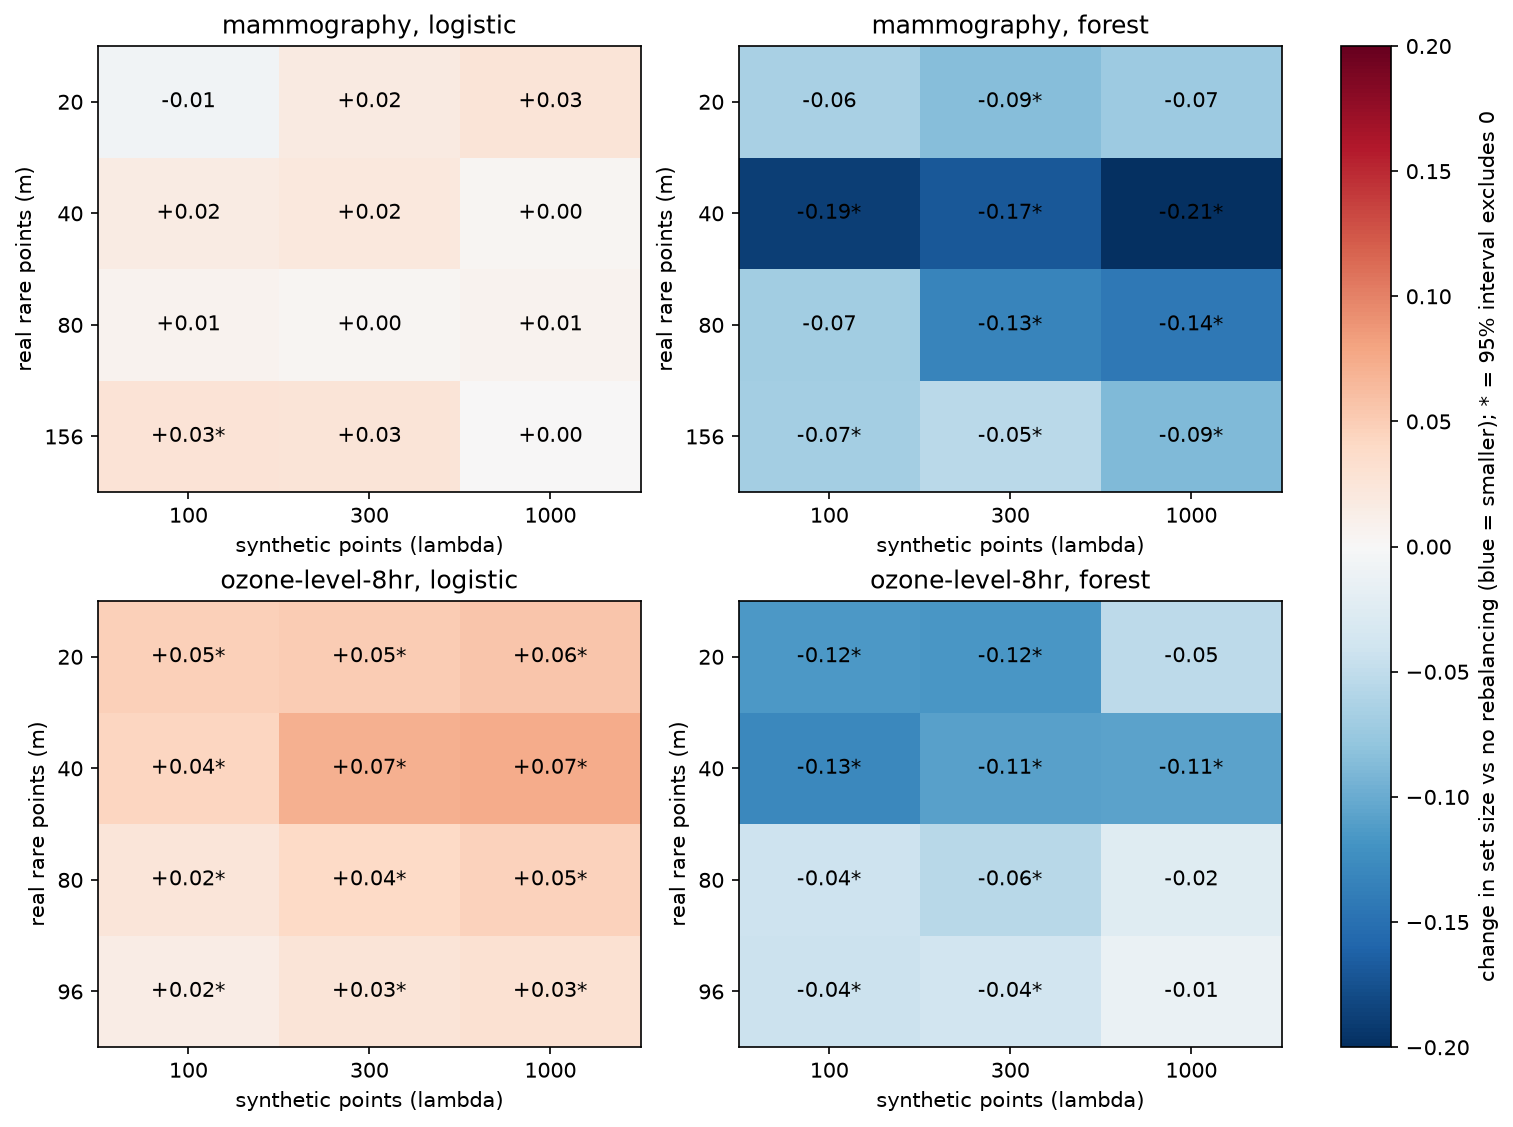 mammography, logistic
real rare points (m)
20 -0.01 +0.02 +0.03
40 +0.02 +0.02 +0.00
80 +0.01 +0.00 +0.01
156 +0.03* +0.03 +0.00
100 300 1000
synthetic points (lambda)
mammography, forest
real rare points (m)
20 -0.06 -0.09* -0.07
40 -0.19* -0.17* -0.21*
80 -0.07 -0.13* -0.14*
156 -0.07* -0.05* -0.09*
100 300 1000
synthetic points (lambda)
ozone-level-8hr, logistic
real rare points (m)
20 +0.05* +0.05* +0.06*
40 +0.04* +0.07* +0.07*
80 +0.02* +0.04* +0.05*
96 +0.02* +0.03* +0.03*
100 300 1000
synthetic points (lambda)
ozone-level-8hr, forest
real rare points (m)
20 -0.12* -0.12* -0.05
40 -0.13* -0.11* -0.11*
80 -0.04* -0.06* -0.02
96 -0.04* -0.04* -0.01
100 300 1000
synthetic points (lambda)
0.20
0.15
0.10
0.05
0.00
−0.05
−0.10
−0.15
−0.20
change in set size vs no rebalancing (blue = smaller); * = 95% interval excludes 0